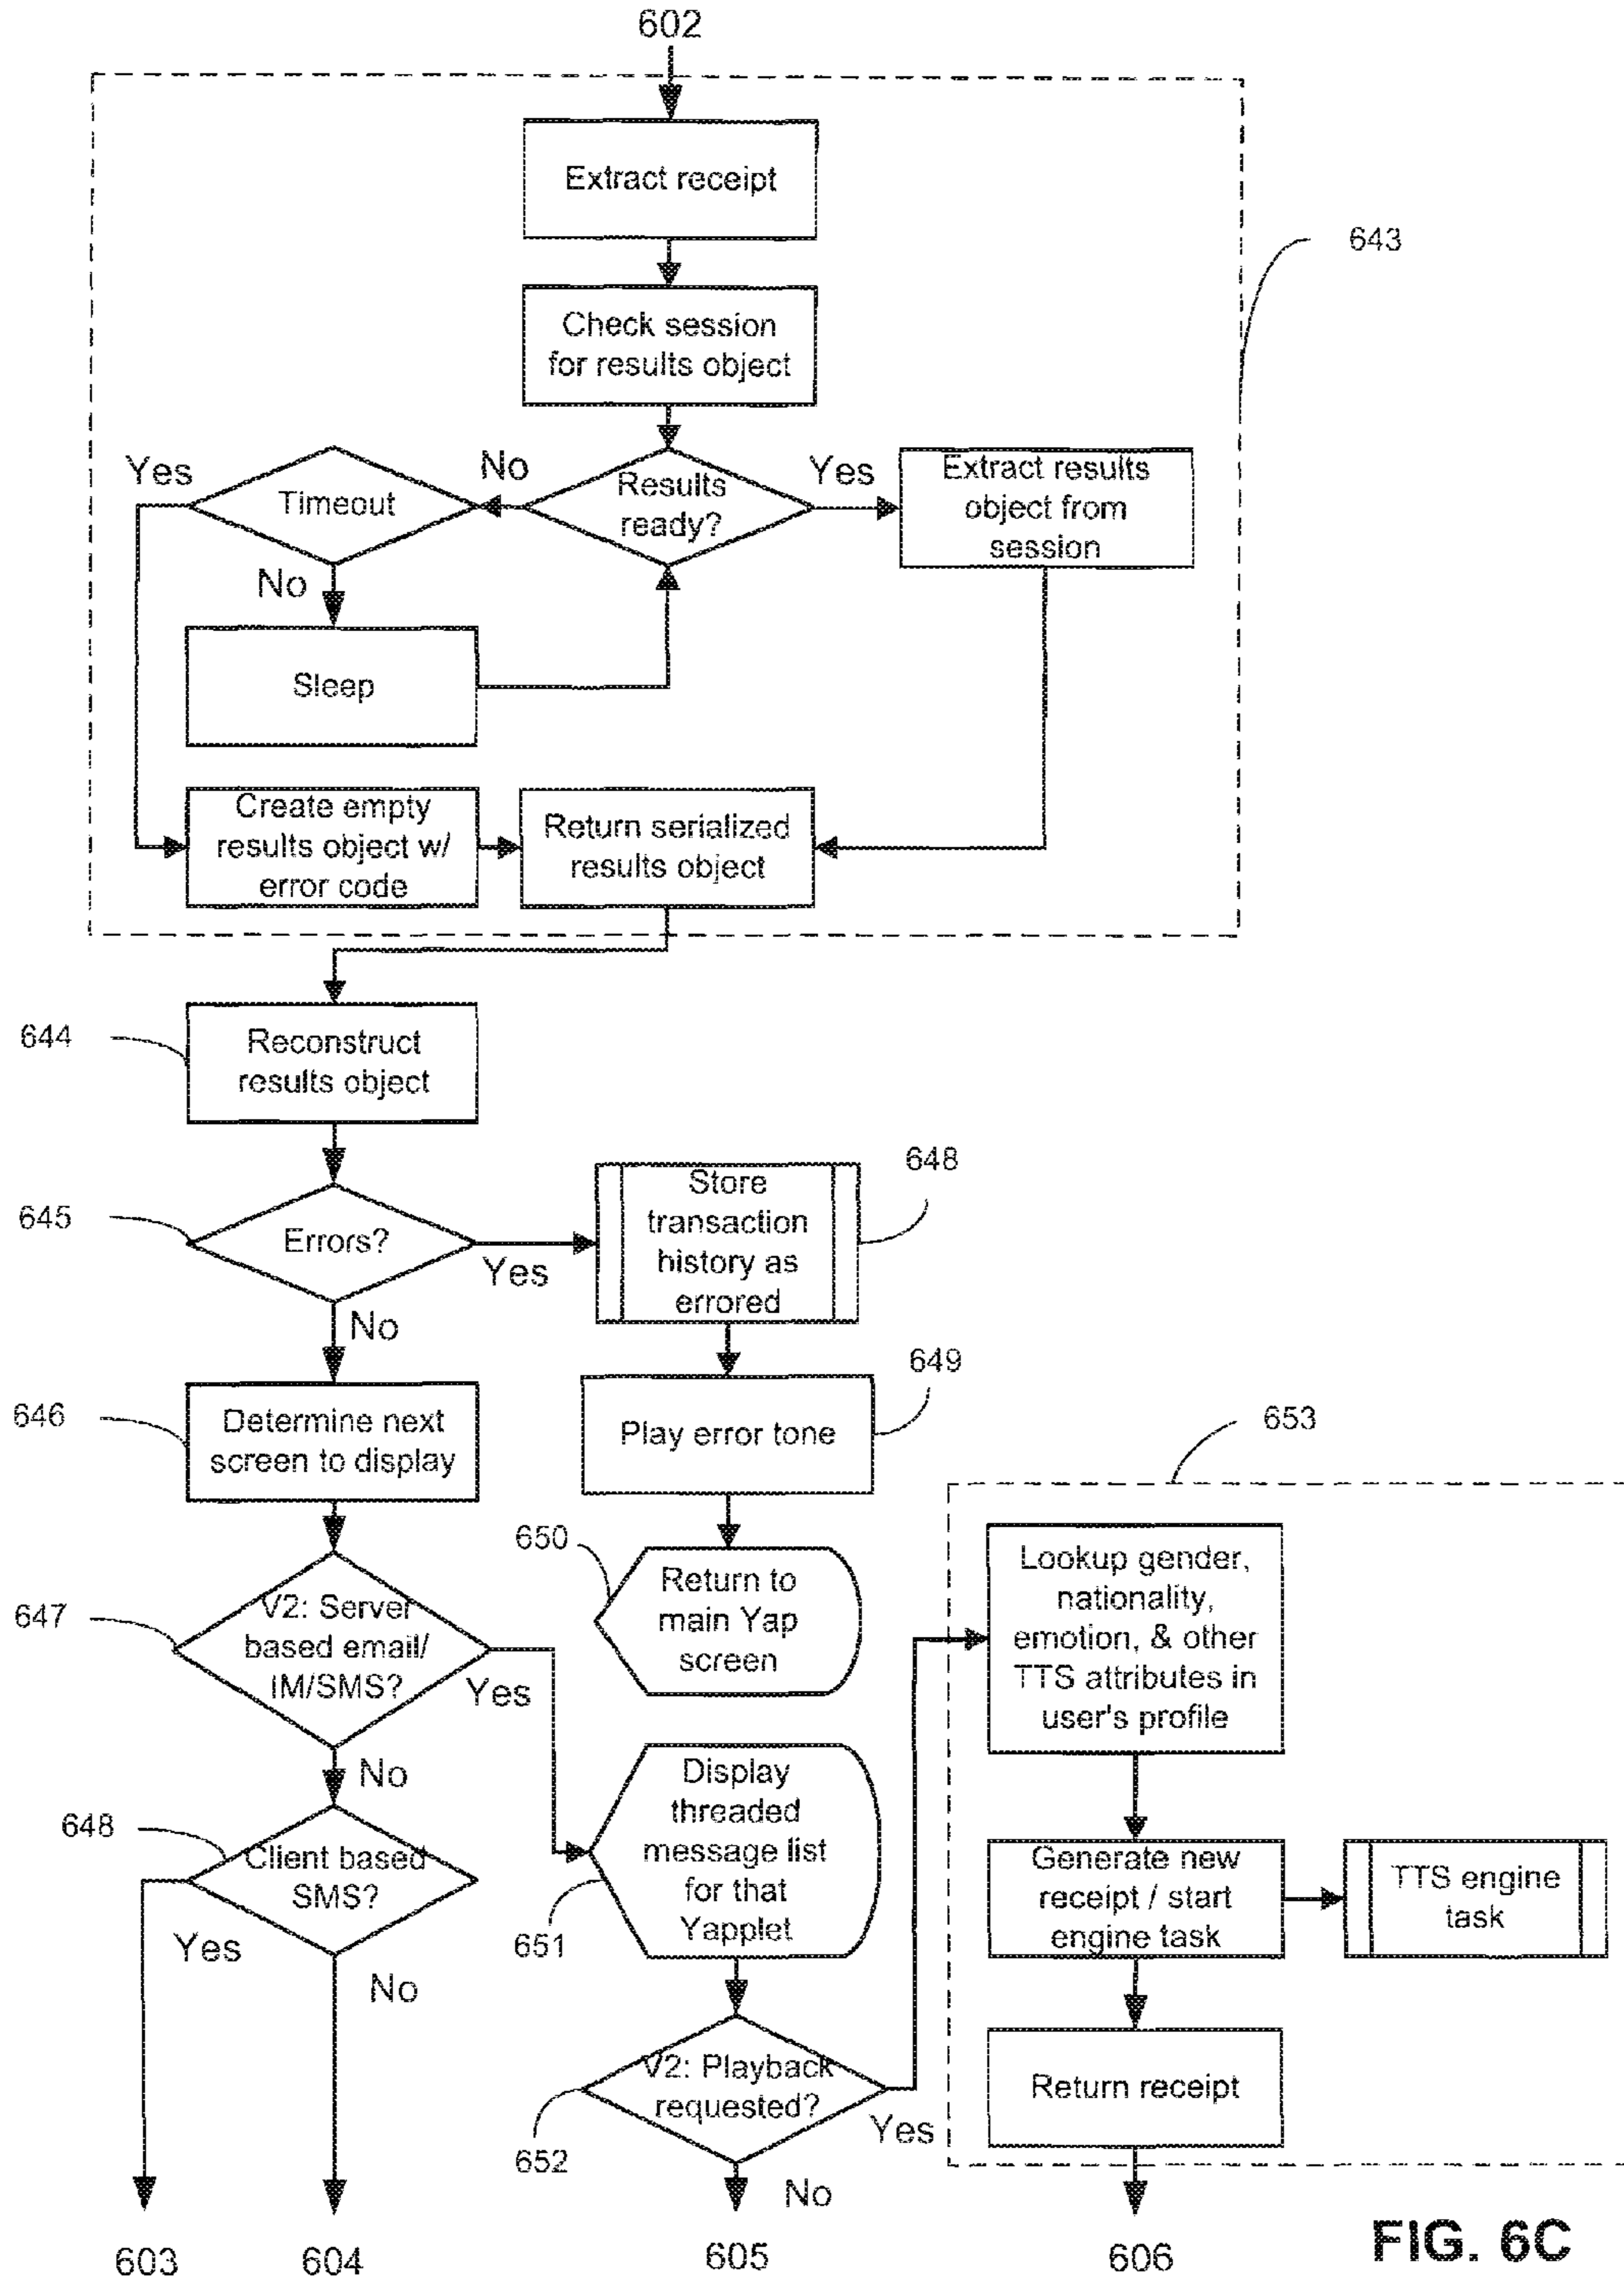 602
Extract receipt
643
Check session
for results object
Yes
Timeout
No
Results
ready?
Yes
Extract results
object from
session
No
Sleep
Create empty
results object w/
error code
Return serialized
results object
644
Reconstruct
results object
645
Errors?
Yes
Store
transaction
history as
errored
648
No
646
Determine next
screen to display
Play error tone
649
653
647
V2: Server
based email/
IM/SMS?
Yes
650
Return to
main Yap
screen
Lookup gender,
nationality,
emotion, & other
TTS attributes in
user's profile
No
648
Client based
SMS?
Yes
No
Display
threaded
message list
for that
Yapplet
651
Generate new
receipt / start
engine task
TTS engine
task
V2: Playback
requested?
652
Yes
No
Return receipt
603
604
605
606
FIG. 6C